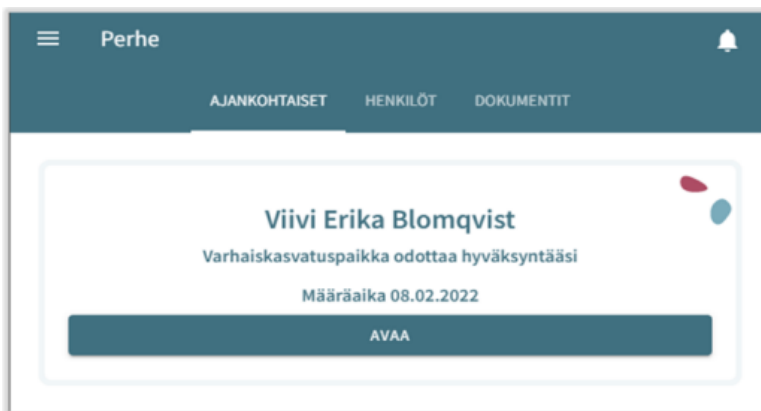 Perhe
AJANKOHTAISET HENKILÖT DOKUMENTIT
Viivi Erika Blomqvist
Varhaiskasvatuspaikka odottaa hyväksyntääsi
Määräaika 08.02.2022
AVAA